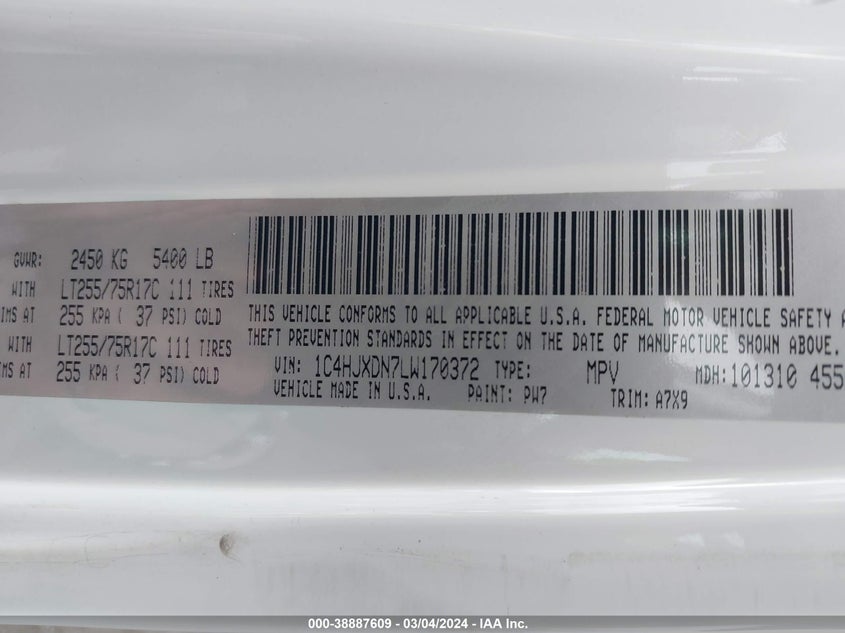 GVWR: 2450 KG 5400 LB
WITH LT255/75R17C 111 TIRES
IMS AT 255 KPA ( 37 PSI) COLD
WITH LT255/75R17C 111 TIRES
IMS AT 255 KPA ( 37 PSI) COLD
THIS VEHICLE CONFORMS TO ALL APPLICABLE U.S.A. FEDERAL MOTOR VEHICLE SAFETY A
THEFT PREVENTION STANDARDS IN EFFECT ON THE DATE OF MANUFACTURE SHOWN ABOVE.
VIN: 1C4HJXDN7LW170372 TYPE: MPV MDH:101310 455
VEHICLE MADE IN U.S.A. PAINT: PW7 TRIM: A7X9
000-38887609 - 03/04/2024 - IAA Inc.